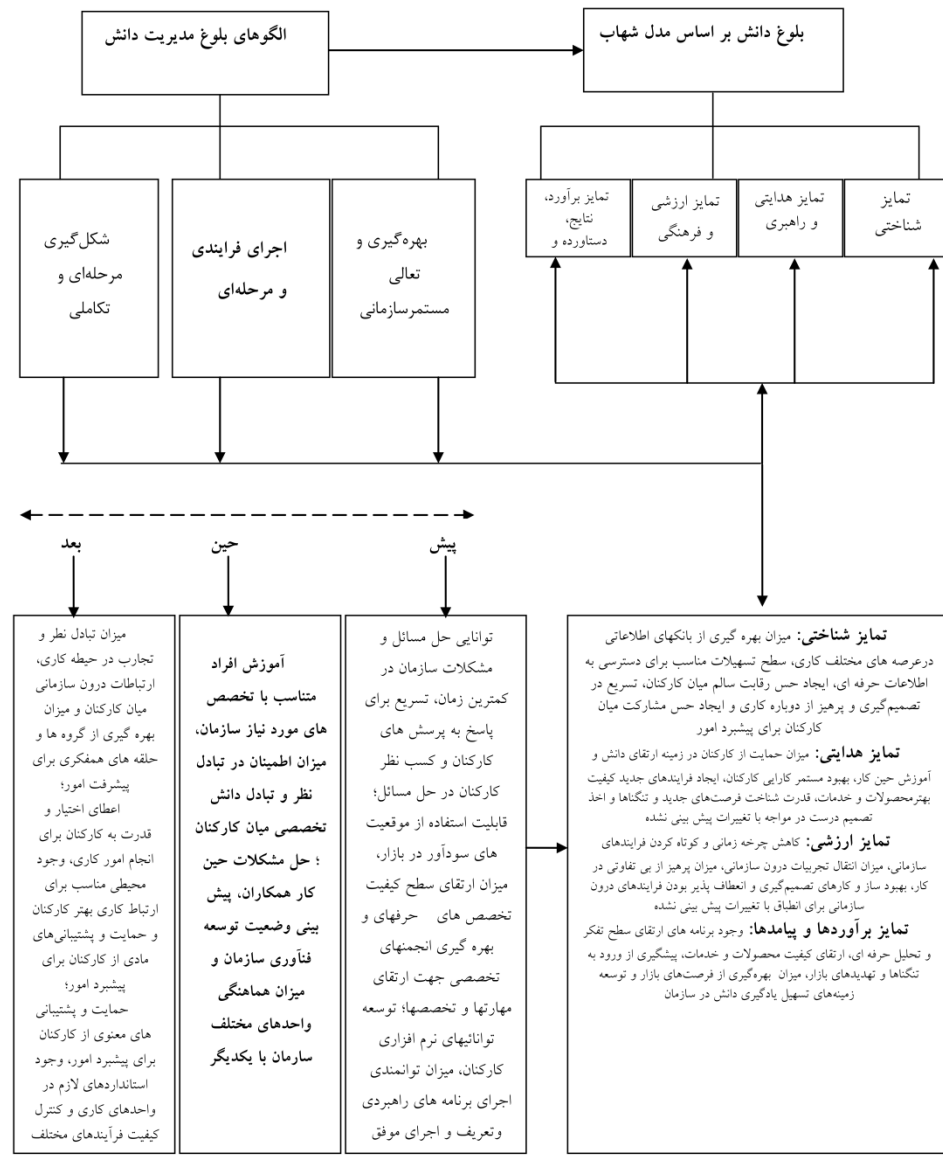 بلوغ دانش بر اساس مدل شهاب
الگوهای بلوغ مدیریت دانش
تمایز
شناختی
تمایز هدایتی
و راهبری
تمایز ارزشی
و فرهنگی
تمایز برآورد،
نتایج،
دستاورده و
بهره‌گیری و
تعالی
مستمرسازمانی
اجرای فرایندی
و مرحله‌ای
شکل‌گیری
مرحله‌ای و
تکاملی
پیش
حین
بعد
تمایز شناختی: میزان بهره گیری از بانکهای اطلاعاتی
درعرصه های مختلف کاری، سطح تسهیلات مناسب برای دسترسی به
اطلاعات حرفه ای، ایجاد حس رقابت سالم میان کارکنان، تسریع در
تصمیم‌گیری و پرهیز از دوباره کاری و ایجاد حس مشارکت میان
کارکنان برای پیشبرد امور
تمایز هدایتی: میزان حمایت از کارکنان در زمینه ارتقای دانش و
آموزش حین کار، بهبود مستمر کارایی کارکنان، ایجاد فرایندهای جدید کیفیت
بهترمحصولات و خدمات، قدرت شناخت فرصت‌های جدید و تنگناها و اخذ
تصمیم درست در مواجه با تغییرات پیش بینی نشده
تمایز ارزشی: کاهش چرخه زمانی و کوتاه کردن فرایندهای
سازمانی، میزان انتقال تجربیات درون سازمانی، میزان پرهیز از بی تفاوتی در
کار، بهبود ساز و کارهای تصمیم‌گیری و انعطاف پذیر بودن فرایندهای درون
سازمانی برای انطباق با تغییرات پیش بینی نشده
تمایز برآوردها و پیامدها: وجود برنامه های ارتقای سطح تفکر
و تحلیل حرفه ای، ارتقای کیفیت محصولات و خدمات، پیشگیری از ورود به
تنگناها و تهدیدهای بازار، میزان بهره‌گیری از فرصت‌های بازار و توسعه
زمینه‌های تسهیل یادگیری دانش در سازمان
توانایی حل مسائل و
مشکلات سازمان در
کمترین زمان، تسریع برای
پاسخ به پرسش های
کارکنان و کسب نظر
کارکنان در حل مسائل؛
قابلیت استفاده از موقعیت
های سودآور در بازار،
میزان ارتقای سطح کیفیت
تخصص های حرفهای و
بهره گیری انجمنهای
تخصصی جهت ارتقای
مهارتها و تخصصها؛ توسعه
توانائیهای نرم افزاری
کارکنان، میزان توانمندی
اجرای برنامه های راهبردی
وتعریف و اجرای موفق
آموزش افراد
متناسب با تخصص
های مورد نیاز سازمان،
میزان اطمینان در تبادل
نظر و تبادل دانش
تخصصی میان کارکنان
؛ حل مشکلات حین
کار همکاران، پیش
بینی وضعیت توسعه
فنآوری سازمان و
میزان هماهنگی
واحدهای مختلف
سارمان با یکدیگر
میزان تبادل نطر و
تجارب در حیطه کاری،
ارتباطات درون سازمانی
میان کارکنان و میزان
بهره گیری از گروه ها و
حلقه های همفکری برای
پیشرفت امور؛
اعطای اختیار و
قدرت به کارکنان برای
انجام امور کاری، وجود
محیطی مناسب برای
ارتباط کاری بهتر کارکنان
و حمایت و پشتیبانی‌های
مادی از کارکنان برای
پیشبرد امور؛
حمایت و پشتیبانی
های معنوی از کارکنان
برای پیشبرد امور، وجود
استانداردهای لازم در
واحدهای کاری و کنترل
کیفیت فرآیندهای مختلف